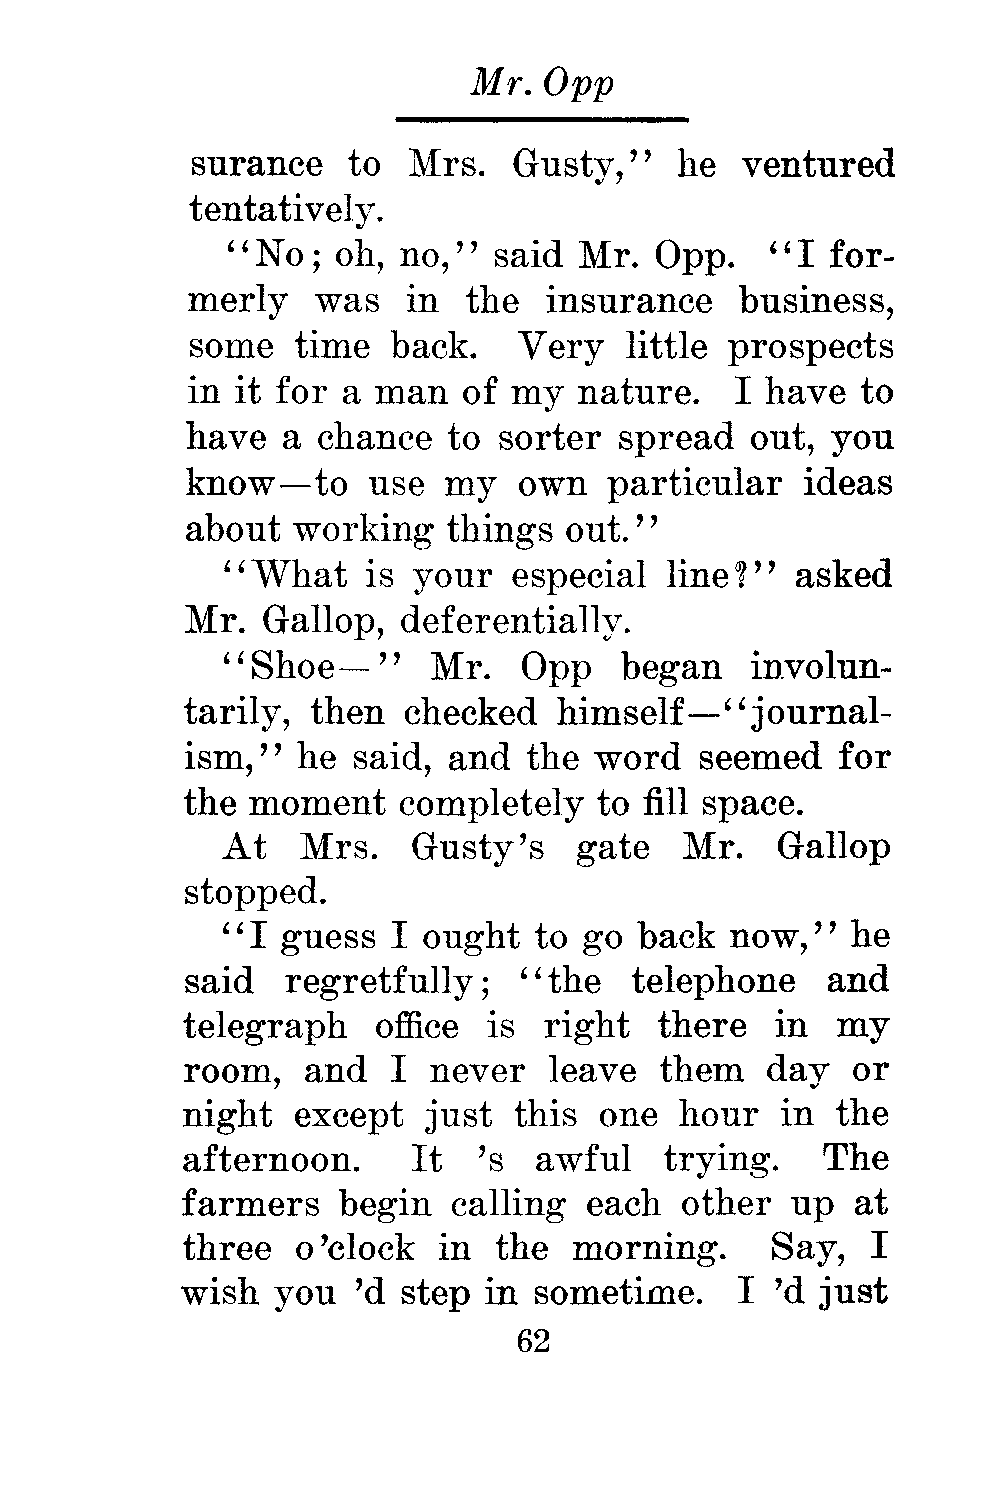 Mr. Opp
surance to Mrs. Gusty,'' he ventured
tentatively.
''No; oh, no,'' said Mr. Opp. ''I for-
merly was in the insurance business,
some time back. Very little prospects
in it for a man of my nature. I have to
have a chance to sorter spread out, you
know—to use my own particular ideas
about working things out.''
''What is your especial line?'' asked
Mr. Gallop, deferentially.
''Shoe—'' Mr. Opp began involun-
tarily, then checked himself—''journal-
ism,'' he said, and the word seemed for
the moment completely to fill space.
At Mrs. Gusty's gate Mr. Gallop
stopped.
''I guess I ought to go back now,'' he
said regretfully; ''the telephone and
telegraph office is right there in my
room, and I never leave them day or
night except just this one hour in the
afternoon. It 's awful trying. The
farmers begin calling each other up at
three o'clock in the morning. Say, I
wish you 'd step in sometime. I 'd just
62